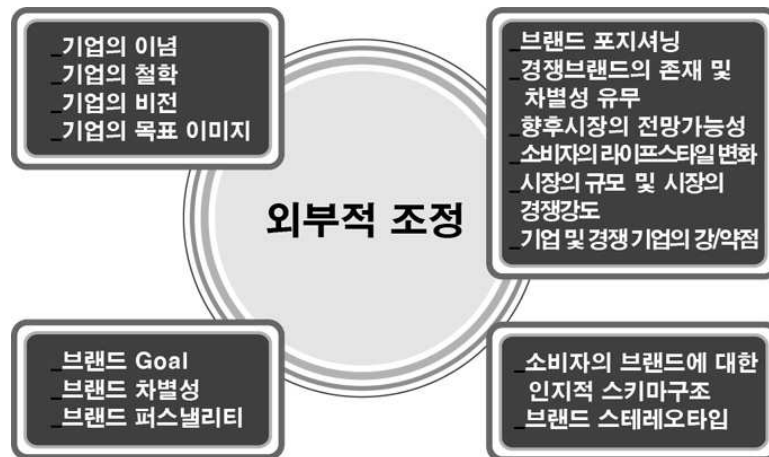 _기업의 이념
_기업의 철학
_기업의 비전
_기업의 목표 이미지
_브랜드 포지셔닝
_경쟁브랜드의 존재 및
차별성 유무
_향후시장의 전망가능성
_소비자의 라이프스타일 변화
_시장의 규모 및 시장의
경쟁강도
_기업 및 경쟁 기업의 강/약점
외부적 조정
_브랜드 Goal
_브랜드 차별성
_브랜드 퍼스낼리티
_소비자의 브랜드에 대한
인지적 스키마구조
_브랜드 스테레오타입